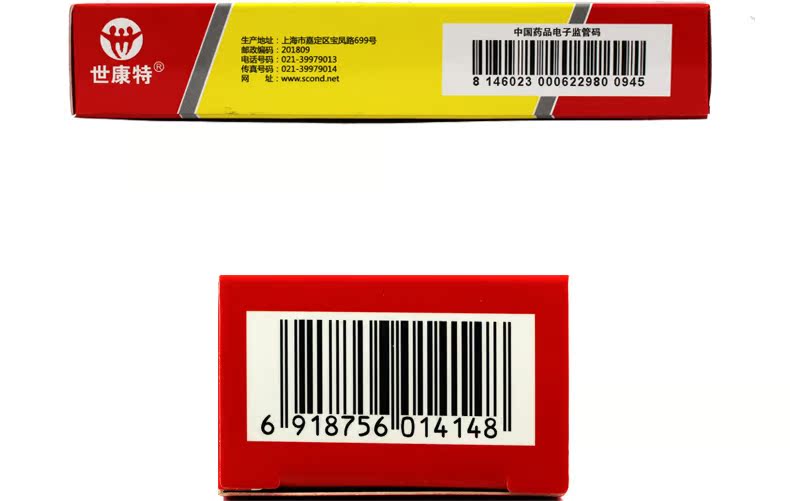 世康特®
生产地址：上海市嘉定区宝凤路699号
邮政编码：201809
电话号码：021-39979013
传真号码：021-39979014
网　　址：www.scond.net
中国药品电子监管码
8 146023 000622980 0945
6 918756 014148